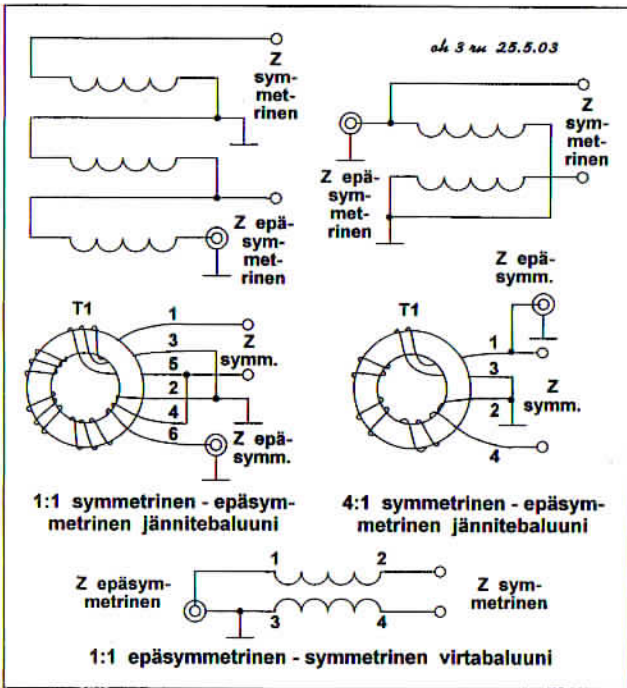 Z
sym-
met-
rinen
oh 3 ru 25.5.03
Z
sym-
met-
rinen
Z epä-
sym-
met-
rinen
Z epä-
sym-
met-
rinen
T1
1
3
5
2
4
6
Z
symm.
Z epä-
symm.
T1
Z epä-
symm.
1
3
2
4
Z
symm.
1:1 symmetrinen - epäsym-
metrinen jännitebaluuni
4:1 symmetrinen - epäsym-
metrinen jännitebaluuni
Z epäsym-
metrinen
1
2
3
4
Z sym-
metrinen
1:1 epäsymmetrinen - symmetrinen virtabaluuni